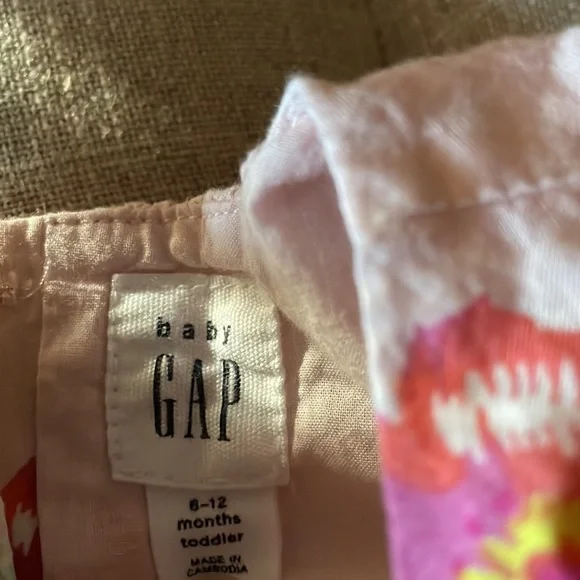 baby
GAP
6-12
months
toddler
MADE IN
CAMBODIA